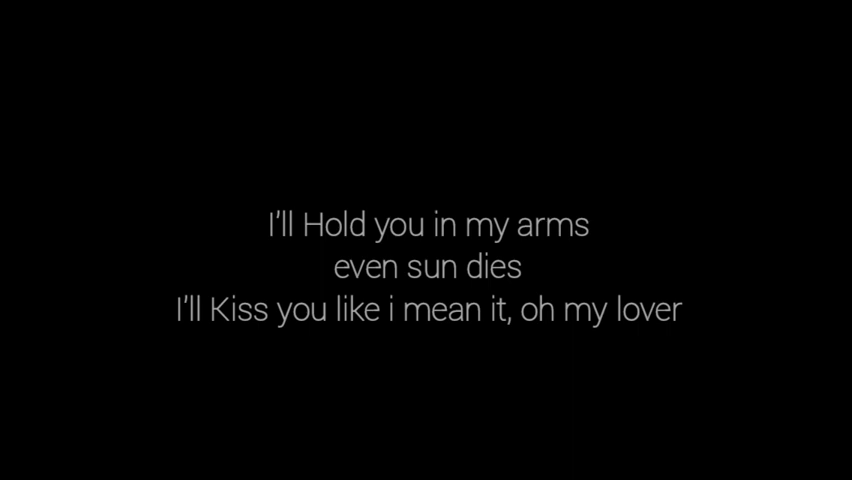 I'll Hold you in my arms
even sun dies
I'll Kiss you like i mean it, oh my lover